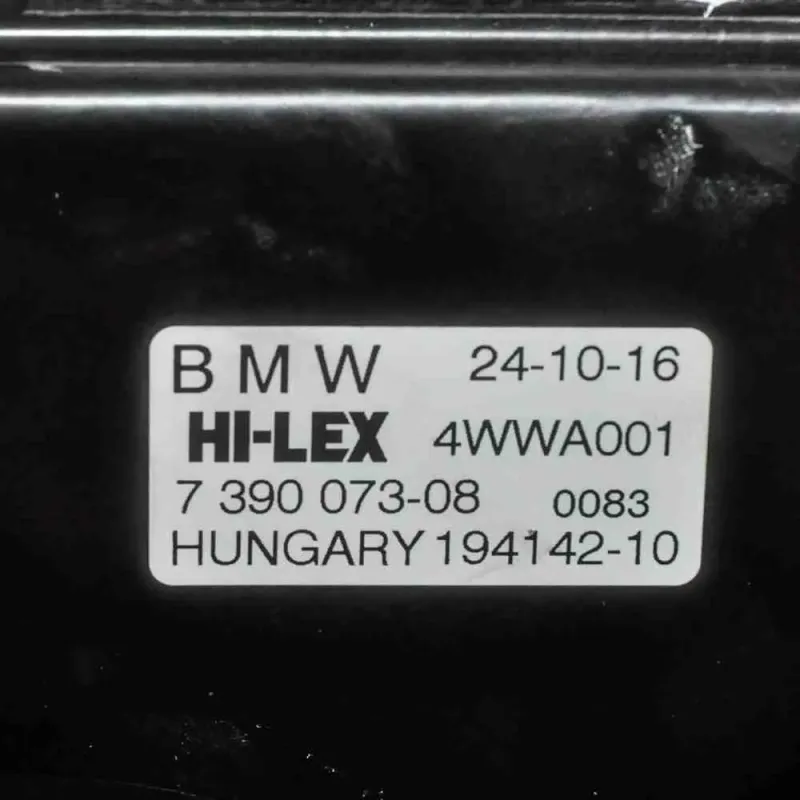 BMW 24-10-16
HI-LEX 4WWA001
7 390 073-08 0083
HUNGARY 194142-10